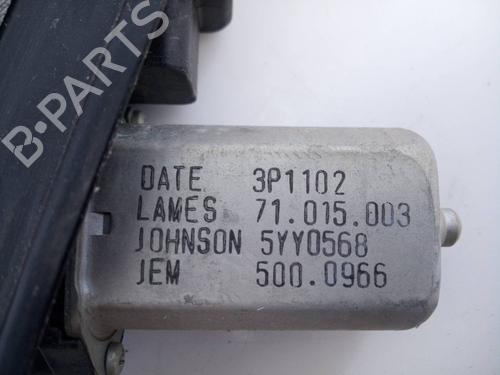 B-PARTS
DATE 3P1102
LAMES 71.015.003
JOHNSON 5YY0568
JEM 500.0966